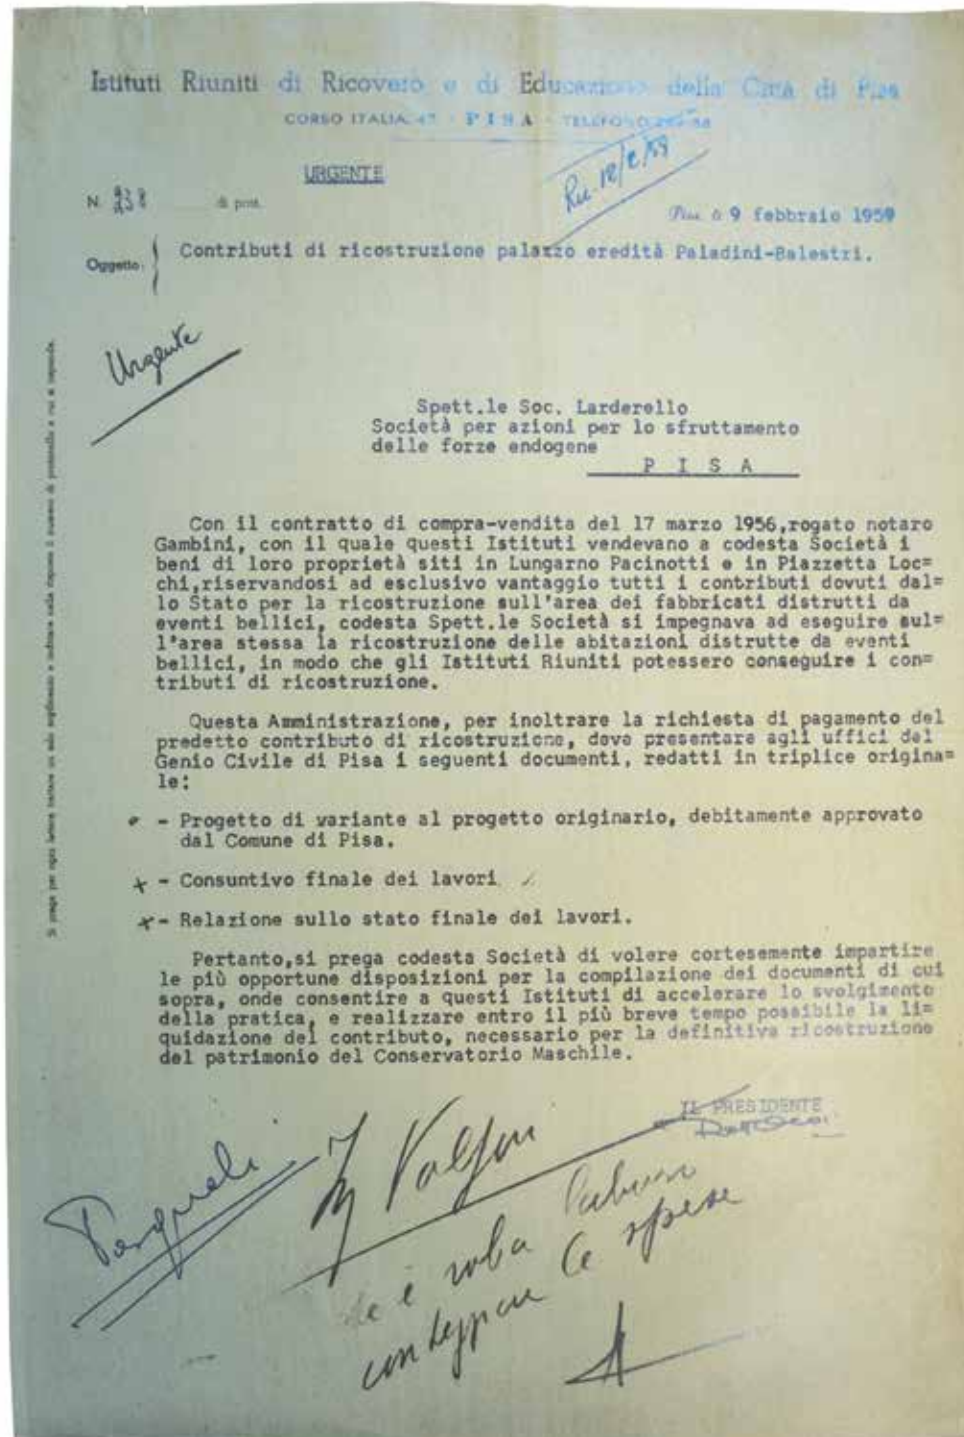 Istituti Riuniti di Ricovero e di Educazione della Città di Pisa
CORSO ITALIA, 47 - PISA - TELEFONO
URGENTE
N. 238 di prot.
9 febbraio 1959
Oggetto: Contributi di ricostruzione palazzo eredità Paladini-Balestri.
Urgente
Spett.le Soc. Larderello
Società per azioni per lo sfruttamento
delle forze endogene
P I S A
Con il contratto di compra-vendita del 17 marzo 1956,rogato notaro
Gambini, con il quale questi Istituti vendevano a codesta Società i
beni di loro proprietà siti in Lungarno Pacinotti e in Piazzetta Loc=
chi,riservandosi ad esclusivo vantaggio tutti i contributi dovuti dal=
lo Stato per la ricostruzione sull'area dei fabbricati distrutti da
eventi bellici, codesta Spett.le Società si impegnava ad eseguire sul=
l'area stessa la ricostruzione delle abitazioni distrutte da eventi
bellici, in modo che gli Istituti Riuniti potessero conseguire i con=
tributi di ricostruzione.
Questa Amministrazione, per inoltrare la richiesta di pagamento del
predetto contributo di ricostruzione, deve presentare agli uffici del
Genio Civile di Pisa i seguenti documenti, redatti in triplice origina=
le:
- Progetto di variante al progetto originario, debitamente approvato
dal Comune di Pisa.
- Consuntivo finale dei lavori
- Relazione sullo stato finale dei lavori.
Pertanto,si prega codesta Società di volere cortesemente impartire
le più opportune disposizioni per la compilazione dei documenti di cui
sopra, onde consentire a questi Istituti di accelerare lo svolgimento
della pratica, e realizzare entro il più breve tempo possibile la li=
quidazione del contributo, necessario per la definitiva ricostruzione
del patrimonio del Conservatorio Maschile.
IL PRESIDENTE
se è roba
conteggiare le spese